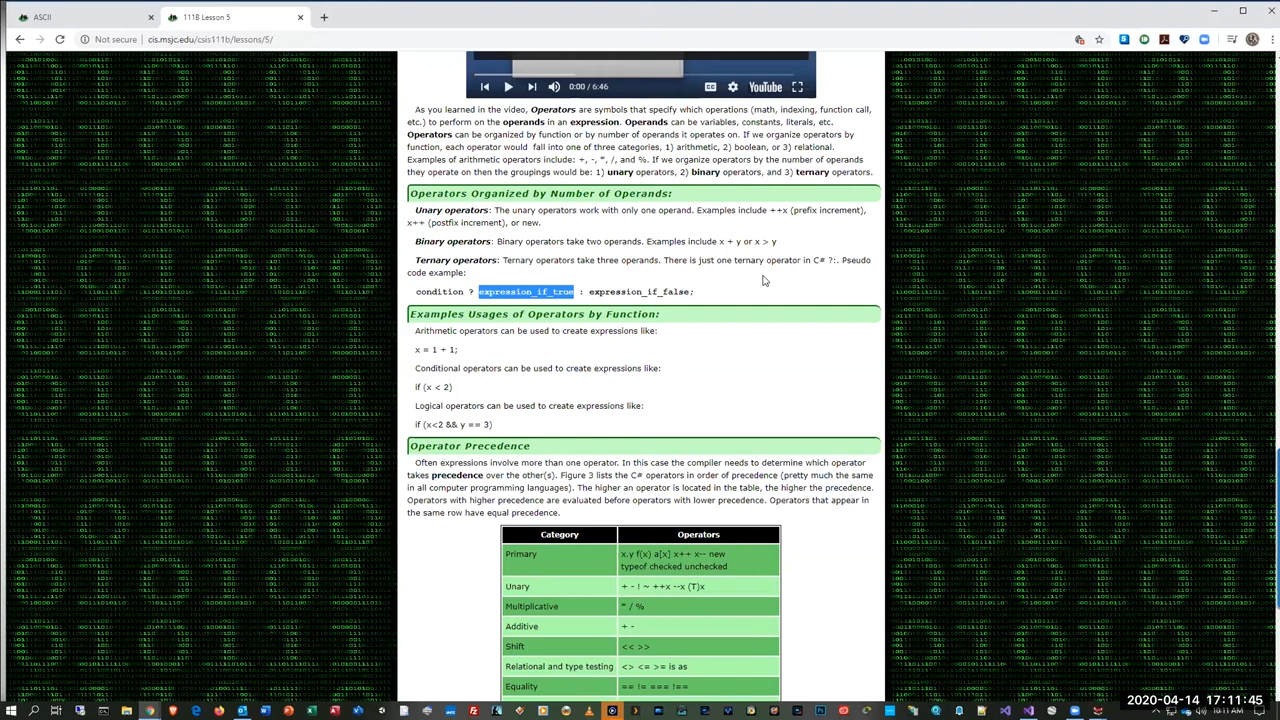 ASCII
111B Lesson 5
Not secure | cis.msjc.edu/csis111b/lessons/5/
0:00 / 6:46
YouTube
As you learned in the video. Operators are symbols that specify which operations (math, indexing, function call,
etc.) to perform on the operands in an expression. Operands can be variables, constants, literals, etc.
Operators can be organized by function or by number of operands it operates on. If we organize operators by
function each operator would fall into one of three categories, 1) arithmetic, 2) boolean, or 3) relational.
Examples of arithmetic operators include: +, -, *, /, and %. If we organize operators by the number of operands
they operate on then the groupings would be: 1) unary operators, 2) binary operators, and 3) ternary operators.
Operators Organized by Number of Operands:
Unary operators: The unary operators work with only one operand. Examples include ++x (prefix increment),
x++ (postfix increment), or new.
Binary operators: Binary operators take two operands. Examples include x + y or x > y
Ternary operators: Ternary operators take three operands. There is just one ternary operator in C# ?:. Pseudo
code example:
condition ? expression_if_true : expression_if_false;
Examples Usages of Operators by Function:
Arithmetic operators can be used to create expressions like:
x = 1 + 1;
Conditional operators can be used to create expressions like:
if (x < 2)
Logical operators can be used to create expressions like:
if (x<2 && y == 3)
Operator Precedence
Often expressions involve more than one operator. In this case the compiler needs to determine which operator
takes precedence over the other(s). Figure 3 lists the C# operators in order of precedence (pretty much the same
in all computer programming languages). The higher an operator is located in the table, the higher the precedence.
Operators with higher precedence are evaluated before operators with lower precedence. Operators that appear in
the same row have equal precedence.
Category Operators
Primary x.y f(x) a[x] x++ x-- new
typeof checked unchecked
Unary + - ! ~ ++x --x (T)x
Multiplicative * / %
Additive + -
Shift << >>
Relational and type testing <> <= >= is as
Equality == != === !==
2020-04-14 17:11:45
10:11 AM